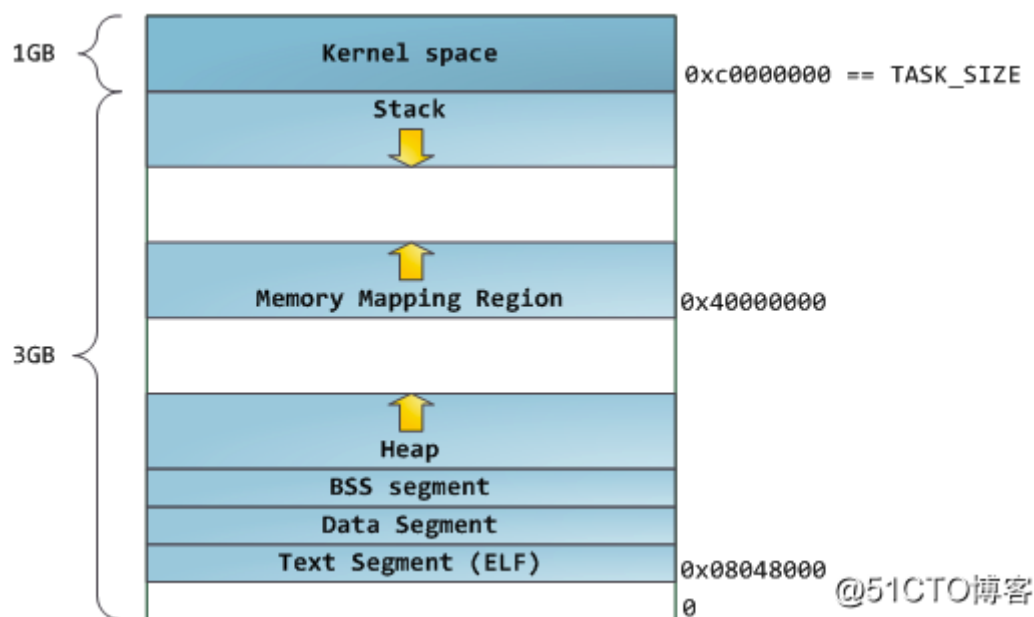 1GB
Kernel space
0xc0000000 == TASK_SIZE
Stack
Memory Mapping Region
0x40000000
3GB
Heap
BSS segment
Data Segment
Text Segment (ELF)
0x08048000
0
@51CTO博客